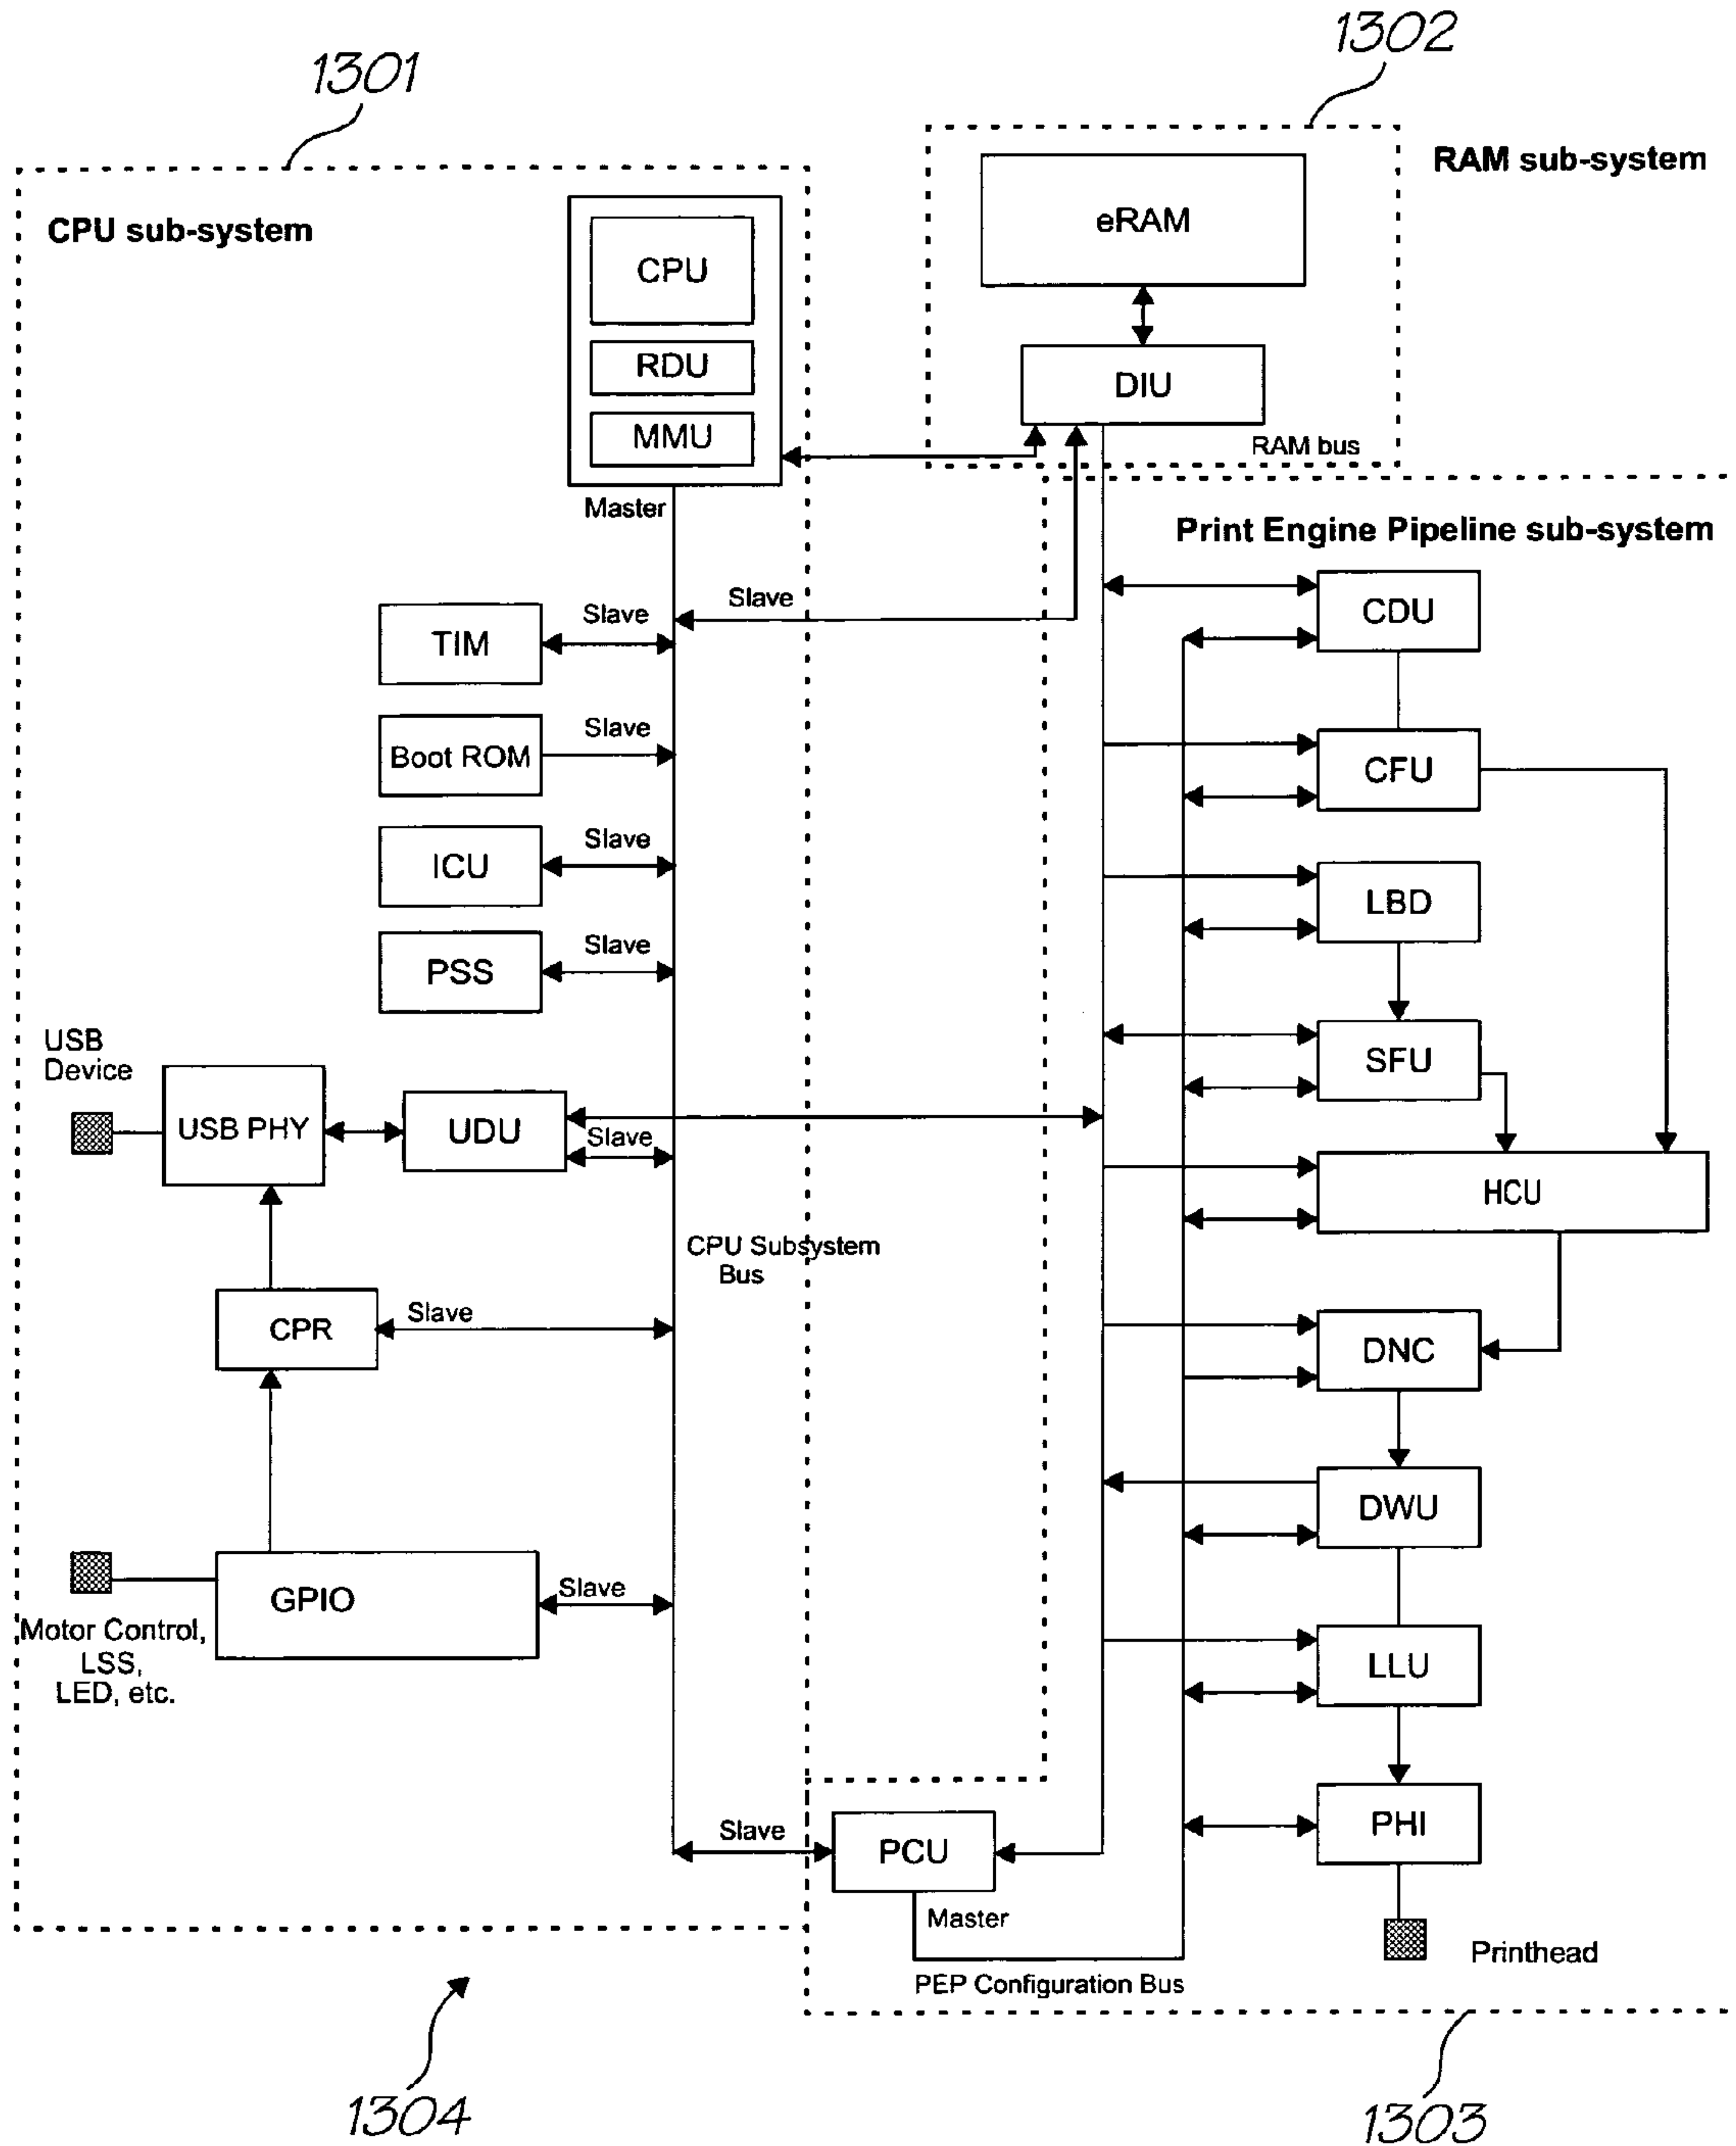 1301
1302
RAM sub-system
CPU sub-system
eRAM
CPU
RDU
MMU
DIU
RAM bus
Master
Print Engine Pipeline sub-system
Slave
Slave
TIM
CDU
Slave
Boot ROM
CFU
Slave
ICU
LBD
Slave
PSS
SFU
USB
Device
USB PHY
UDU
Slave
HCU
CPU Subsystem
Bus
Slave
CPR
DNC
DWU
Slave
GPIO
Motor Control,
LSS,
LED, etc.
LLU
Slave
PCU
PHI
Master
Printhead
PEP Configuration Bus
1304
1303